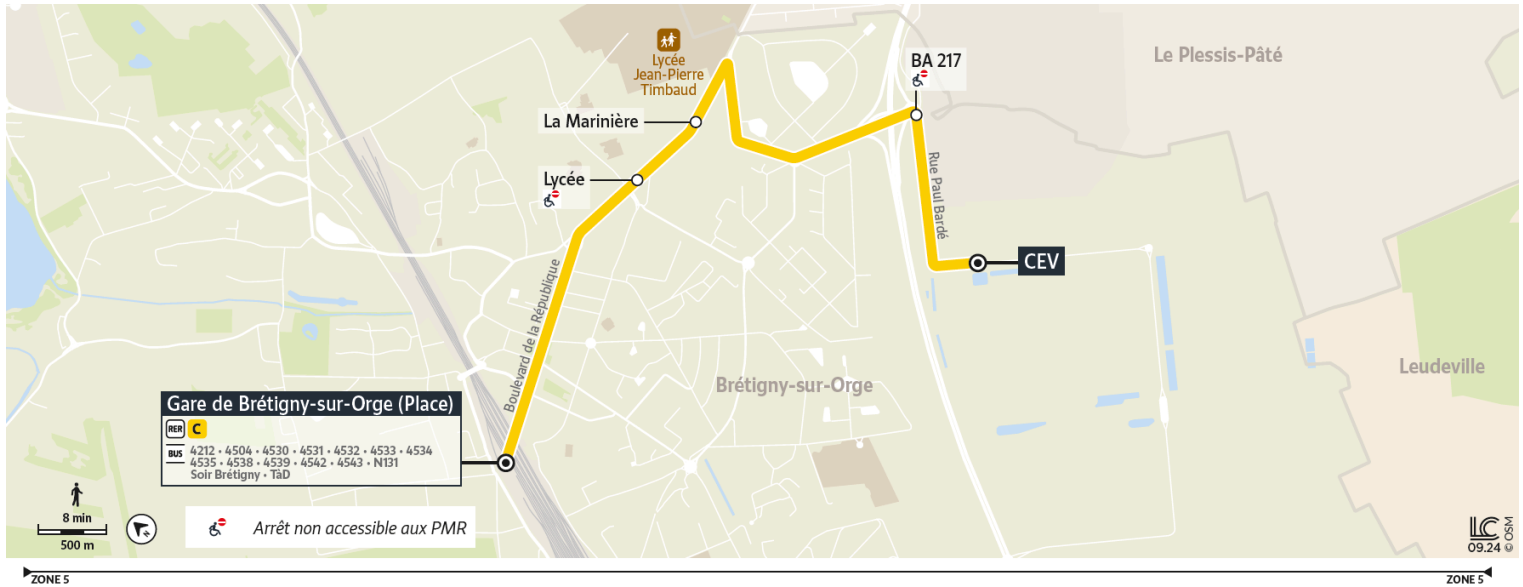 Lycée
Jean-Pierre
Timbaud
BA 217
Le Plessis-Pâté
La Marinière
Lycée
Rue Paul Bardé
CEV
Boulevard de la République
Leudeville
Brétigny-sur-Orge
Gare de Brétigny-sur-Orge (Place)
RER C
BUS 4212 • 4504 • 4530 • 4531 • 4532 • 4533 • 4534
4535 • 4538 • 4539 • 4542 • 4543 • N131
Soir Brétigny • TàD
8 min
500 m
N
Arrêt non accessible aux PMR
LC
09.24 © OSM
ZONE 5
ZONE 5